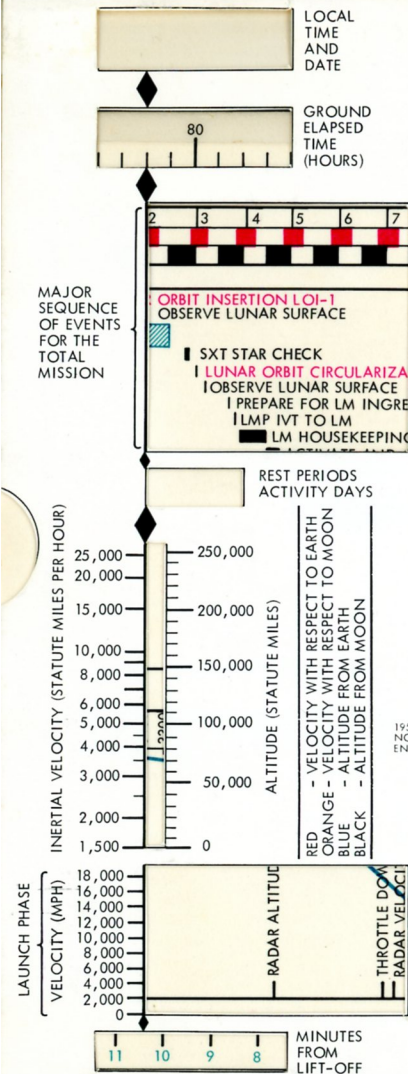 LOCAL
TIME
AND
DATE
GROUND
ELAPSED
TIME
(HOURS)
80
2 3 4 5 6 7
MAJOR
SEQUENCE
OF EVENTS
FOR THE
TOTAL
MISSION
ORBIT INSERTION LOI-1
OBSERVE LUNAR SURFACE
SXT STAR CHECK
LUNAR ORBIT CIRCULARIZA
OBSERVE LUNAR SURFACE
PREPARE FOR LM INGRE
LMP IVT TO LM
LM HOUSEKEEPING
REST PERIODS
ACTIVITY DAYS
INERTIAL VELOCITY (STATUTE MILES PER HOUR)
25,000
20,000
15,000
10,000
8,000
6,000
5,000
4,000
3,000
2,000
1,500
250,000
200,000
150,000
100,000
50,000
0
ALTITUDE (STATUTE MILES)
RED - VELOCITY WITH RESPECT TO EARTH
ORANGE - VELOCITY WITH RESPECT TO MOON
BLUE - ALTITUDE FROM EARTH
BLACK - ALTITUDE FROM MOON
195
NO
EN
LAUNCH PHASE
VELOCITY (MPH)
18,000
16,000
14,000
12,000
10,000
8,000
6,000
4,000
2,000
0
RADAR ALTITUD
THROTTLE DOW
RADAR VELOCI
11 10 9 8
MINUTES
FROM
LIFT-OFF